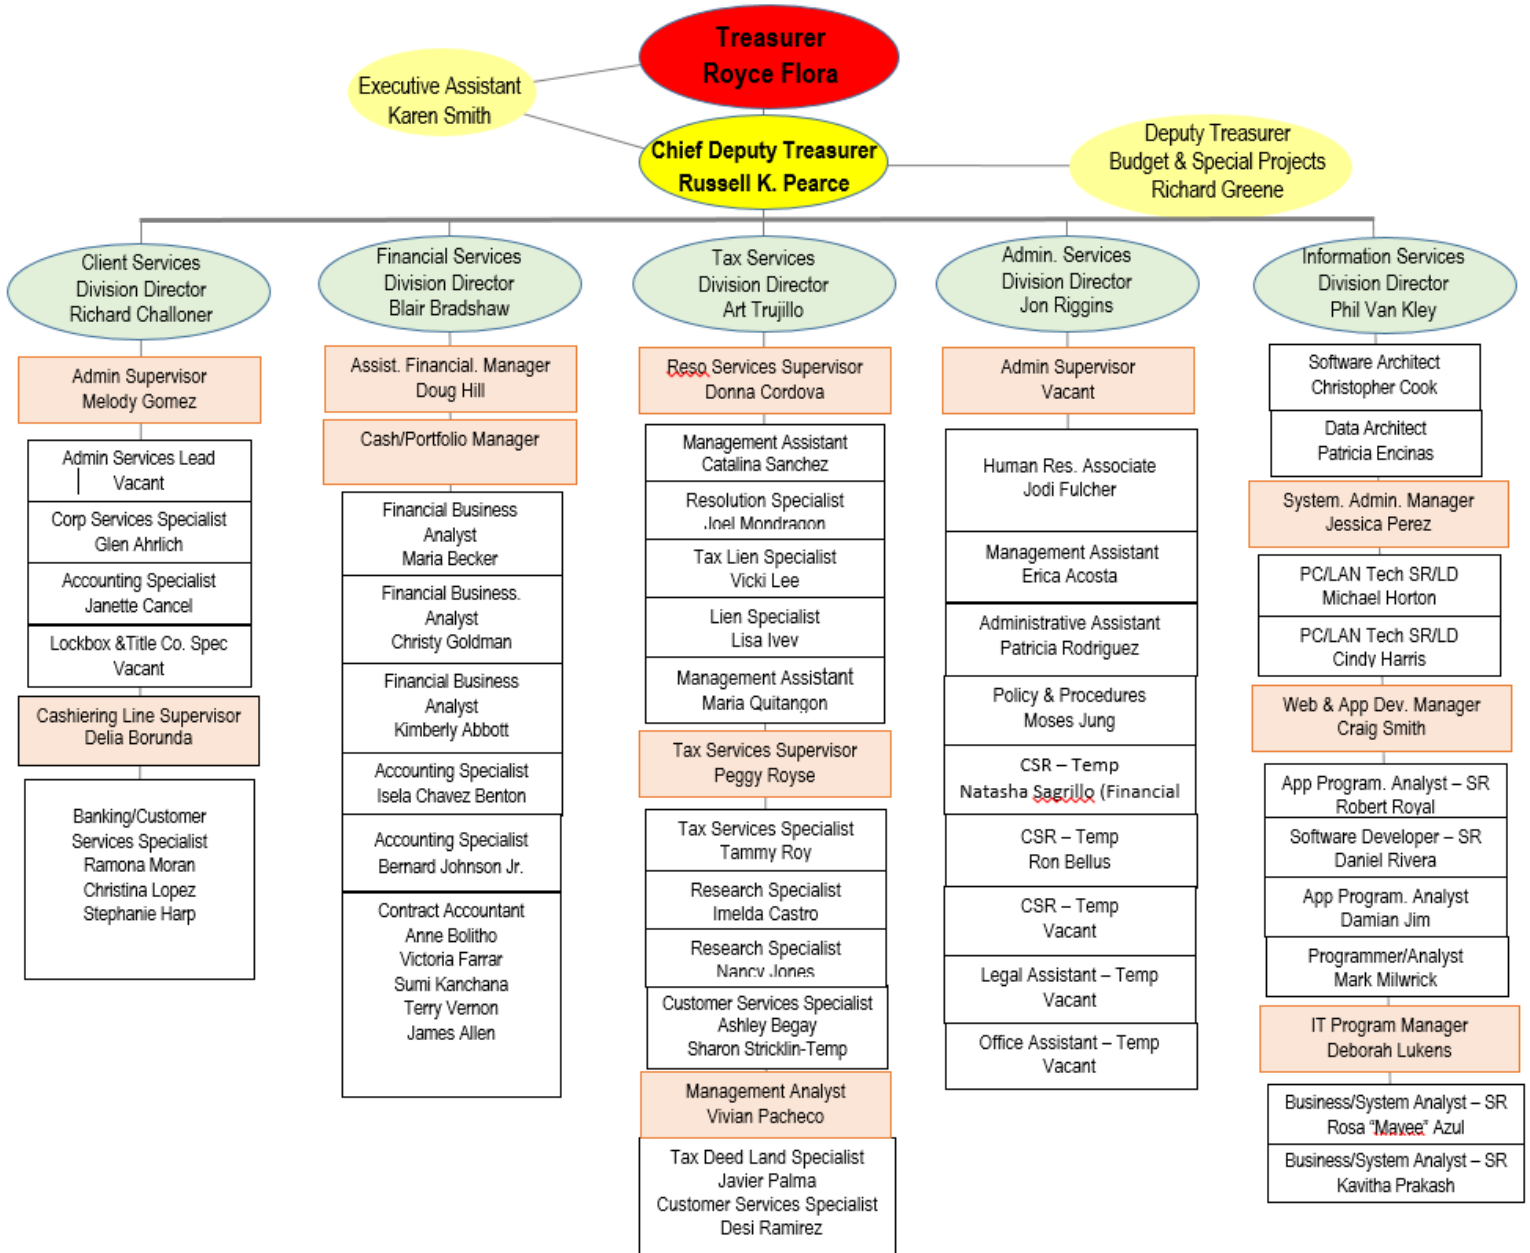 Treasurer
Royce Flora
Executive Assistant
Karen Smith
Chief Deputy Treasurer
Russell K. Pearce
Deputy Treasurer
Budget & Special Projects
Richard Greene
Client Services
Division Director
Richard Challoner
Admin Supervisor
Melody Gomez
Admin Services Lead
Vacant
Corp Services Specialist
Glen Ahrlich
Accounting Specialist
Janette Cancel
Lockbox &Title Co. Spec
Vacant
Cashiering Line Supervisor
Delia Borunda
Banking/Customer
Services Specialist
Ramona Moran
Christina Lopez
Stephanie Harp
Financial Services
Division Director
Blair Bradshaw
Assist. Financial. Manager
Doug Hill
Cash/Portfolio Manager
Financial Business
Analyst
Maria Becker
Financial Business.
Analyst
Christy Goldman
Financial Business
Analyst
Kimberly Abbott
Accounting Specialist
Isela Chavez Benton
Accounting Specialist
Bernard Johnson Jr.
Contract Accountant
Anne Bolitho
Victoria Farrar
Sumi Kanchana
Terry Vernon
James Allen
Tax Services
Division Director
Art Trujillo
Reso Services Supervisor
Donna Cordova
Management Assistant
Catalina Sanchez
Resolution Specialist
Joel Mondragon
Tax Lien Specialist
Vicki Lee
Lien Specialist
Lisa
Management Assistant
Maria Quitangon
Tax Services Supervisor
Peggy Royse
Tax Services Specialist
Tammy Roy
Research Specialist
Imelda Castro
Research Specialist
Nancy Jones
Customer Services Specialist
Ashley Begay
Sharon Stricklin-Temp
Management Analyst
Vivian Pacheco
Tax Deed Land Specialist
Javier Palma
Customer Services Specialist
Desi Ramirez
Admin. Services
Division Director
Jon Riggins
Admin Supervisor
Vacant
Human Res. Associate
Jodi Fulcher
Management Assistant
Erica Acosta
Administrative Assistant
Patricia Rodriguez
Policy & Procedures
Moses Jung
CSR – Temp
Natasha Sagrillo (Financial
CSR – Temp
Ron Bellus
CSR – Temp
Vacant
Legal Assistant – Temp
Vacant
Office Assistant – Temp
Vacant
Information Services
Division Director
Phil Van Kley
Software Architect
Christopher Cook
Data Architect
Patricia Encinas
System. Admin. Manager
Jessica Perez
PC/LAN Tech SR/LD
Michael Horton
PC/LAN Tech SR/LD
Cindy Harris
Web & App Dev. Manager
Craig Smith
App Program. Analyst – SR
Robert Royal
Software Developer – SR
Daniel Rivera
App Program. Analyst
Damian Jim
Programmer/Analyst
Mark Milwrick
IT Program Manager
Deborah Lukens
Business/System Analyst – SR
Rosa "Mavee" Azul
Business/System Analyst – SR
Kavitha Prakash